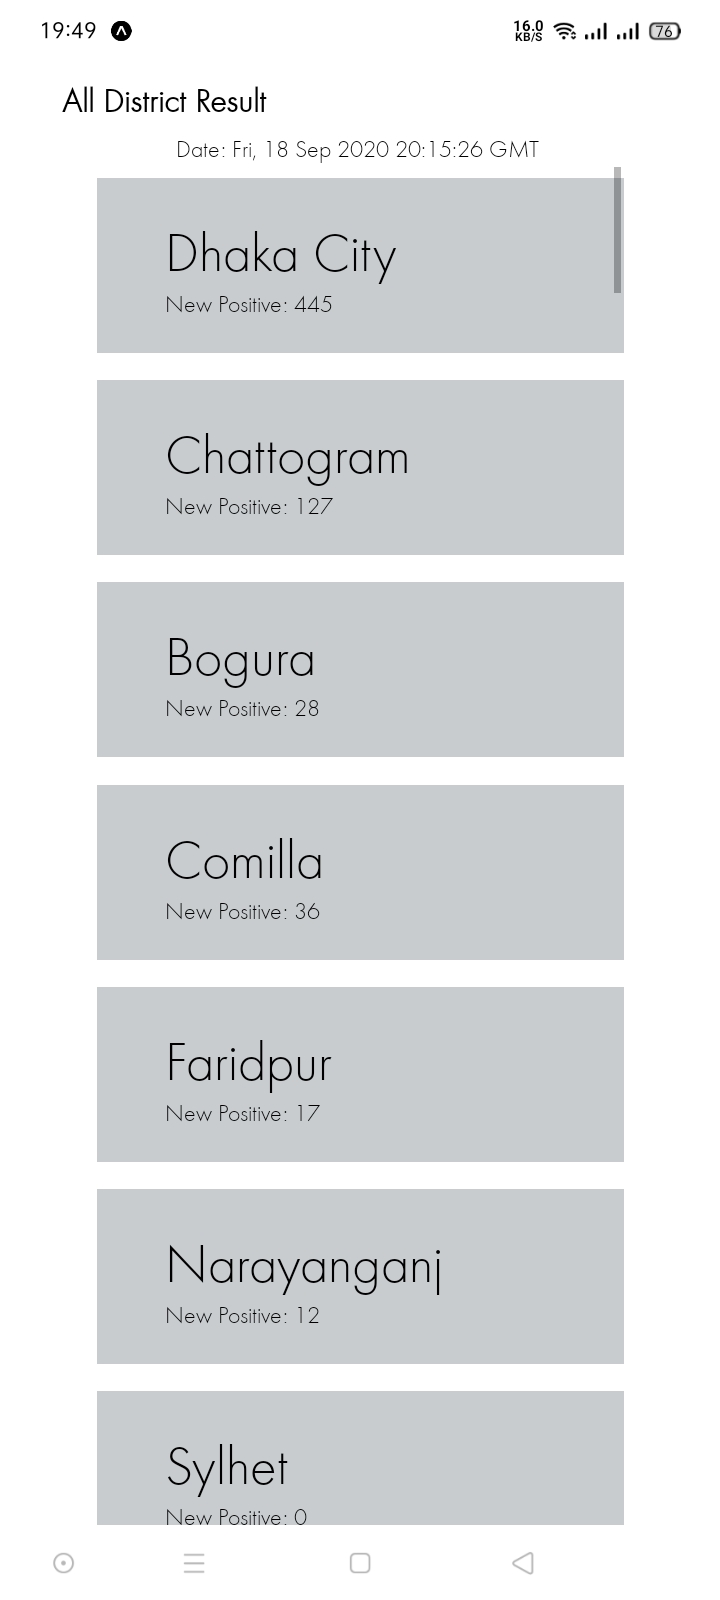 19:49
16.0
KB/S
76
All District Result
Date: Fri, 18 Sep 2020 20:15:26 GMT
Dhaka City
New Positive: 445
Chattogram
New Positive: 127
Bogura
New Positive: 28
Comilla
New Positive: 36
Faridpur
New Positive: 17
Narayanganj
New Positive: 12
Sylhet
New Positive: 0